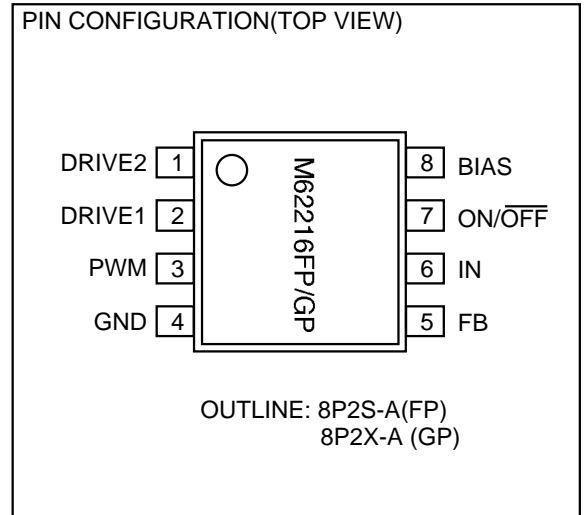 PIN CONFIGURATION(TOP VIEW)
DRIVE2 1
DRIVE1 2
PWM 3
GND 4
M62216FP/GP
8 BIAS
7 ON/OFF
6 IN
5 FB
OUTLINE: 8P2S-A(FP)
8P2X-A (GP)